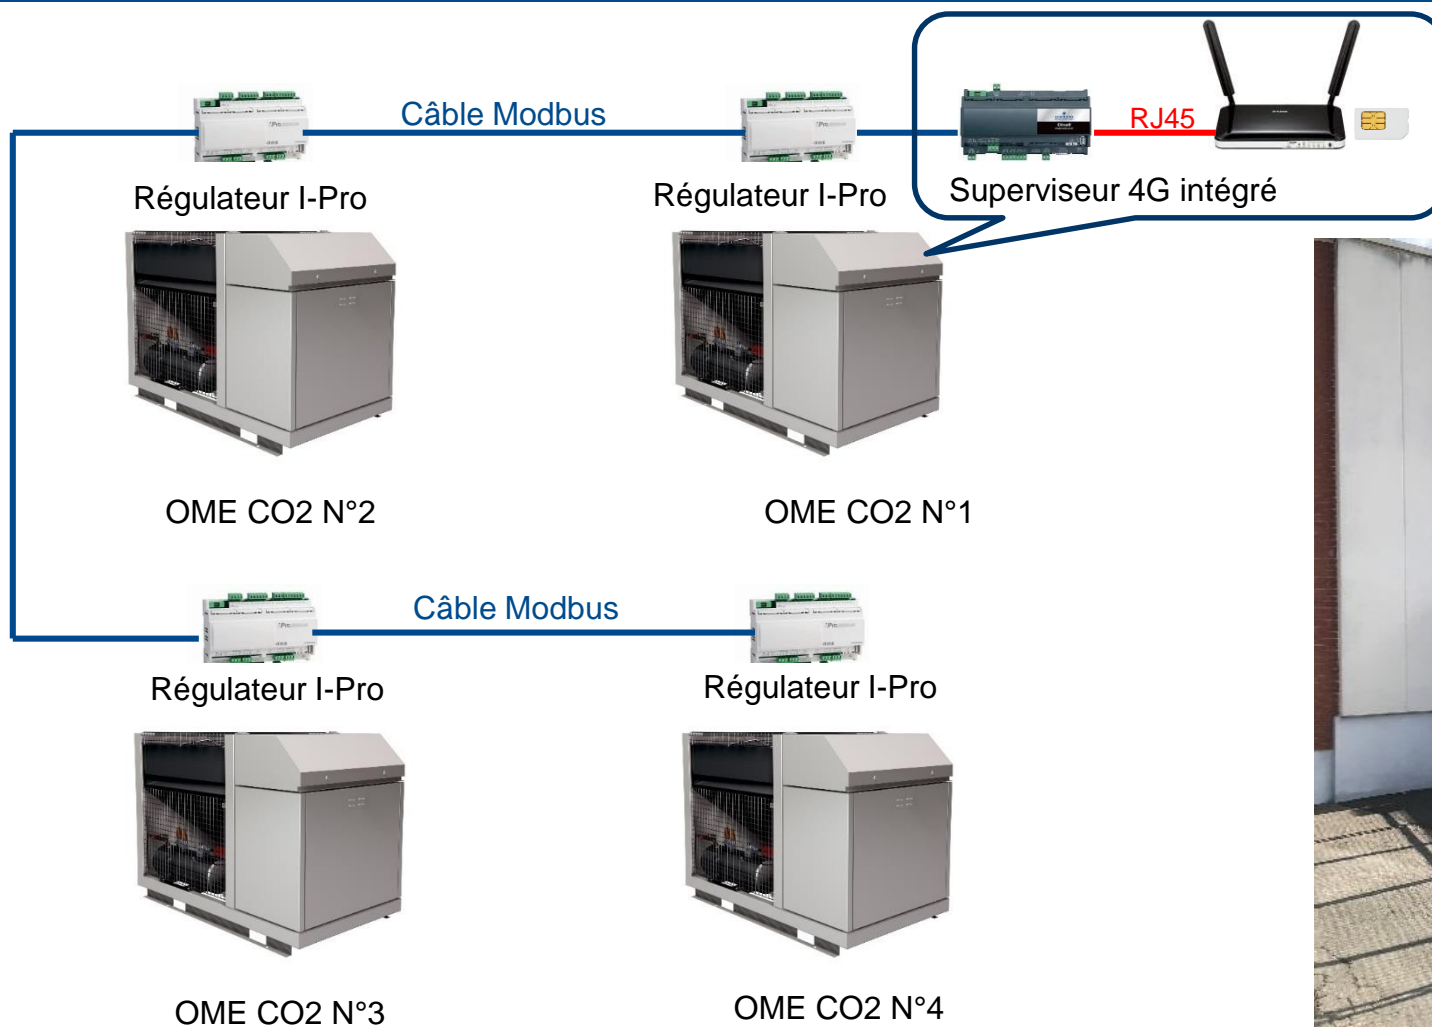 Câble Modbus
RJ45
Régulateur I-Pro
Régulateur I-Pro
Superviseur 4G intégré
OME CO2 N°2
OME CO2 N°1
Câble Modbus
Régulateur I-Pro
Régulateur I-Pro
OME CO2 N°3
OME CO2 N°4